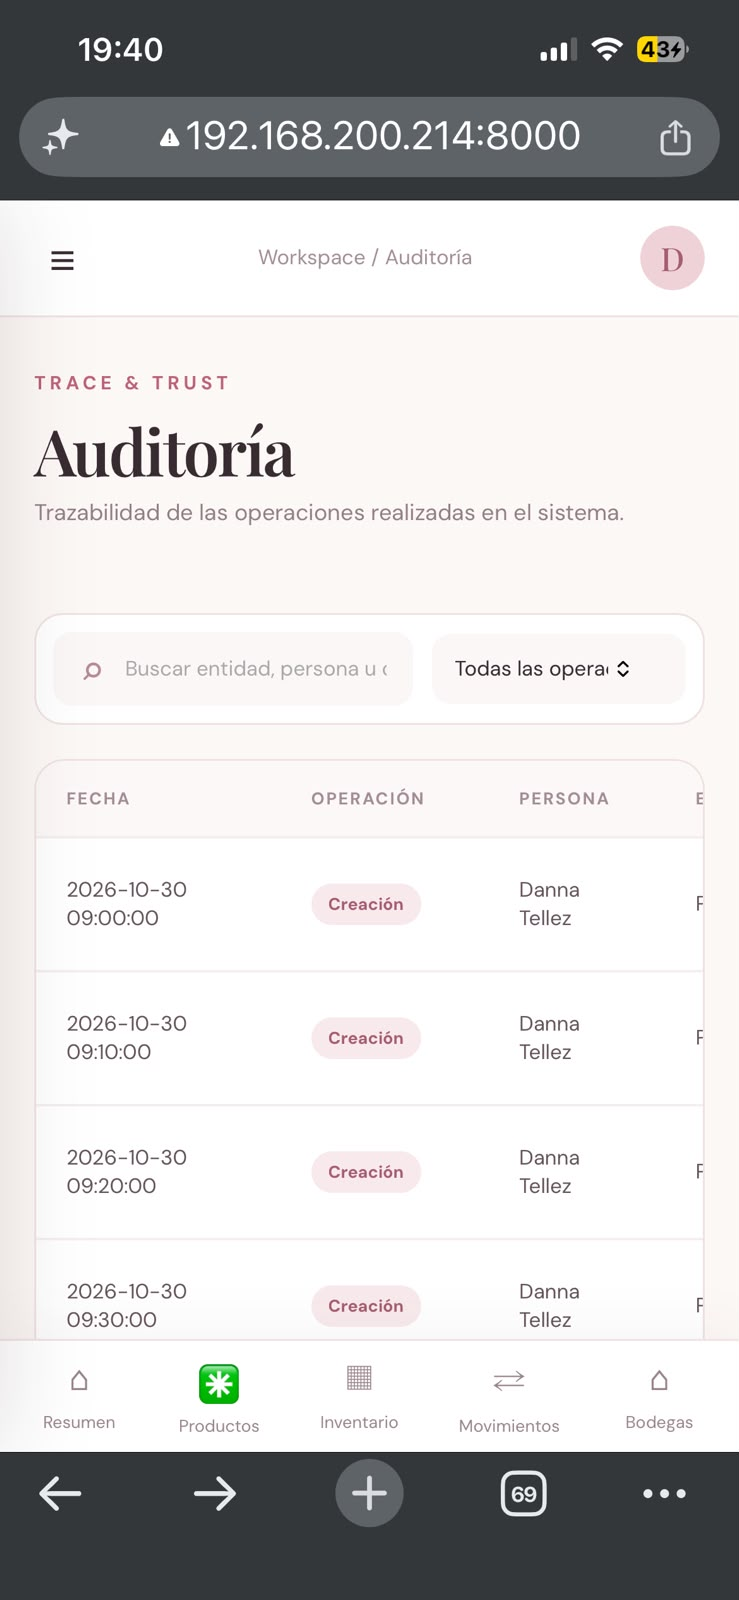 19:40
43
192.168.200.214:8000
Workspace / Auditoría
D
TRACE & TRUST
Auditoría
Trazabilidad de las operaciones realizadas en el sistema.
Buscar entidad, persona u
Todas las opera
FECHA OPERACIÓN PERSONA
2026-10-30
09:00:00
Creación
Danna
Tellez
2026-10-30
09:10:00
Creación
Danna
Tellez
2026-10-30
09:20:00
Creación
Danna
Tellez
2026-10-30
09:30:00
Creación
Danna
Tellez
Resumen Productos Inventario Movimientos Bodegas
69